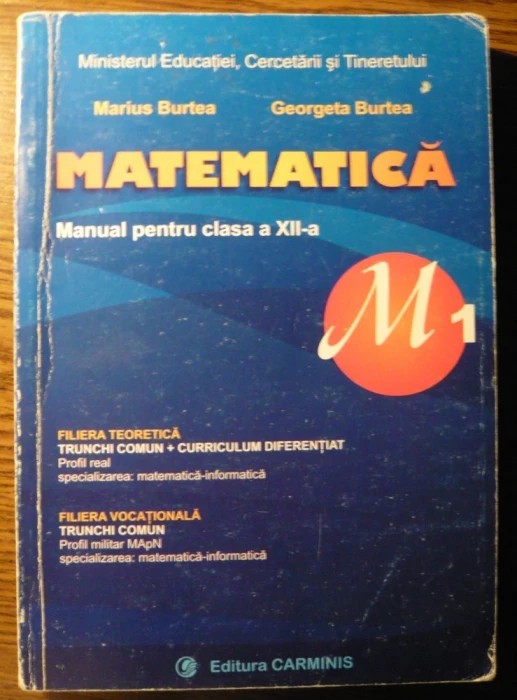 Ministerul Educației, Cercetării și Tineretului
Marius Burtea Georgeta Burtea
MATEMATICĂ
Manual pentru clasa a XII-a
M 1
FILIERA TEORETICĂ
TRUNCHI COMUN + CURRICULUM DIFERENȚIAT
Profil real
specializarea: matematică-informatică
FILIERA VOCAȚIONALĂ
TRUNCHI COMUN
Profil militar MApN
specializarea: matematică-informatică
Editura CARMINIS